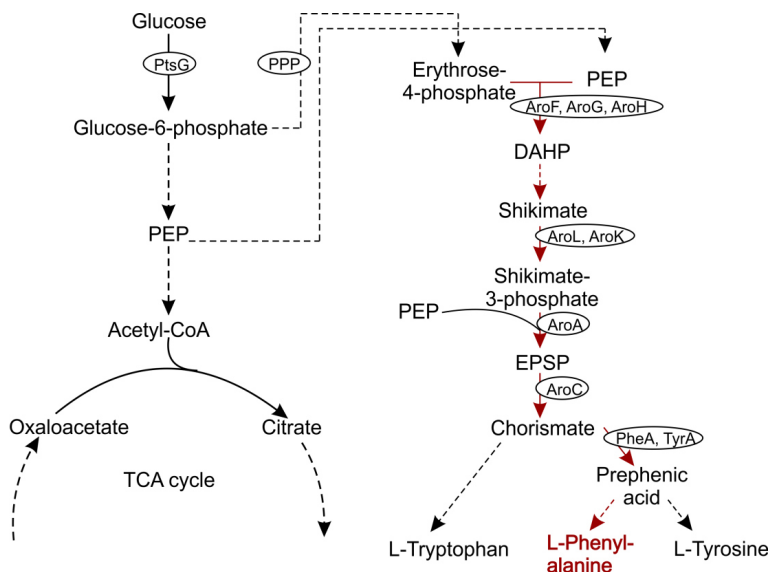 Glucose
PtsG
PPP
Glucose-6-phosphate
PEP
Acetyl-CoA
Oxaloacetate
Citrate
TCA cycle
Erythrose-
4-phosphate
PEP
AroF, AroG, AroH
DAHP
Shikimate
AroL, AroK
Shikimate-
3-phosphate
PEP
AroA
EPSP
AroC
Chorismate
PheA, TyrA
Prephenic
acid
L-Tryptophan
L-Phenyl-
alanine
L-Tyrosine